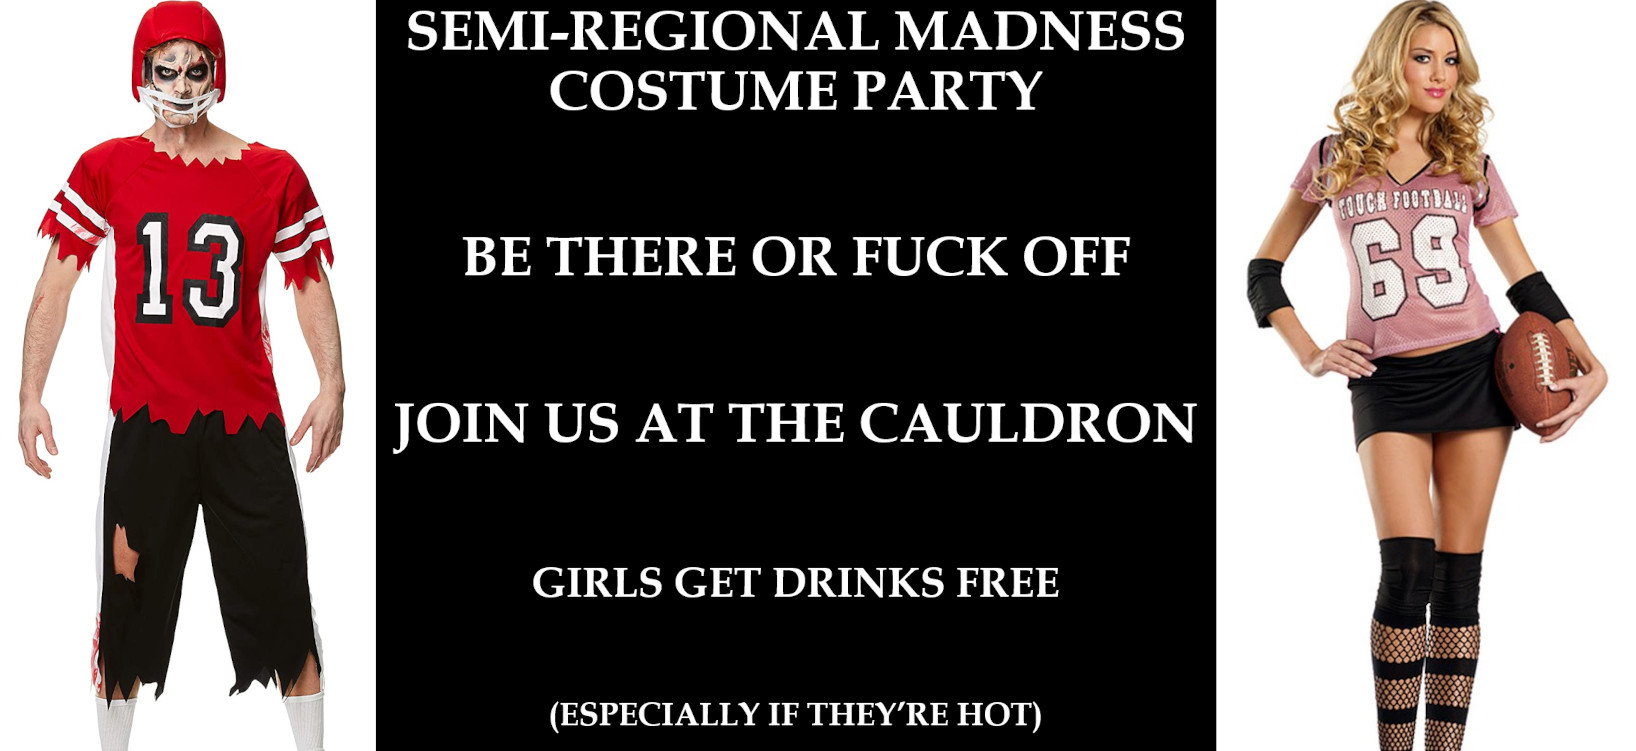 SEMI-REGIONAL MADNESS
COSTUME PARTY
BE THERE OR FUCK OFF
JOIN US AT THE CAULDRON
GIRLS GET DRINKS FREE
(ESPECIALLY IF THEY’RE HOT)
13
TOUCH FOOTBALL
69